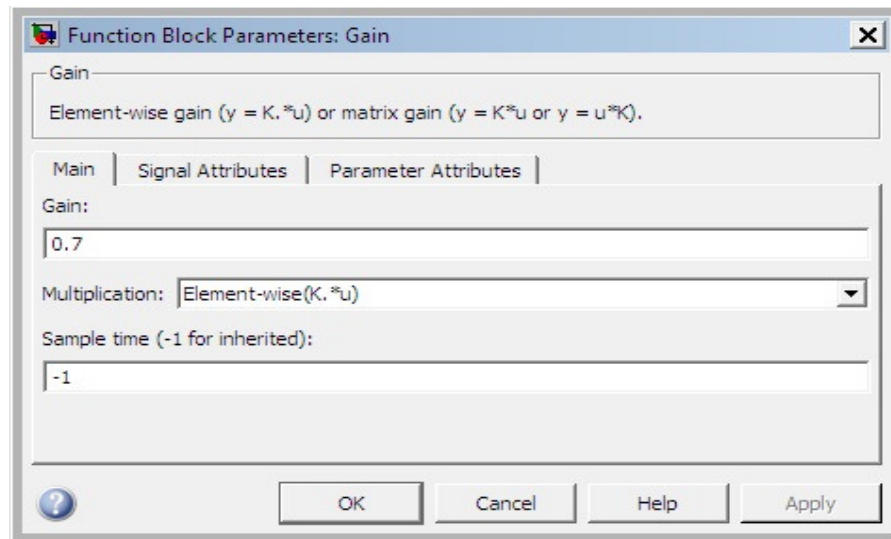 Function Block Parameters: Gain
Gain
Element-wise gain (y = K.*u) or matrix gain (y = K*u or y = u*K).
Main Signal Attributes Parameter Attributes
Gain:
0.7
Multiplication: Element-wise(K.*u)
Sample time (-1 for inherited):
-1
OK Cancel Help Apply